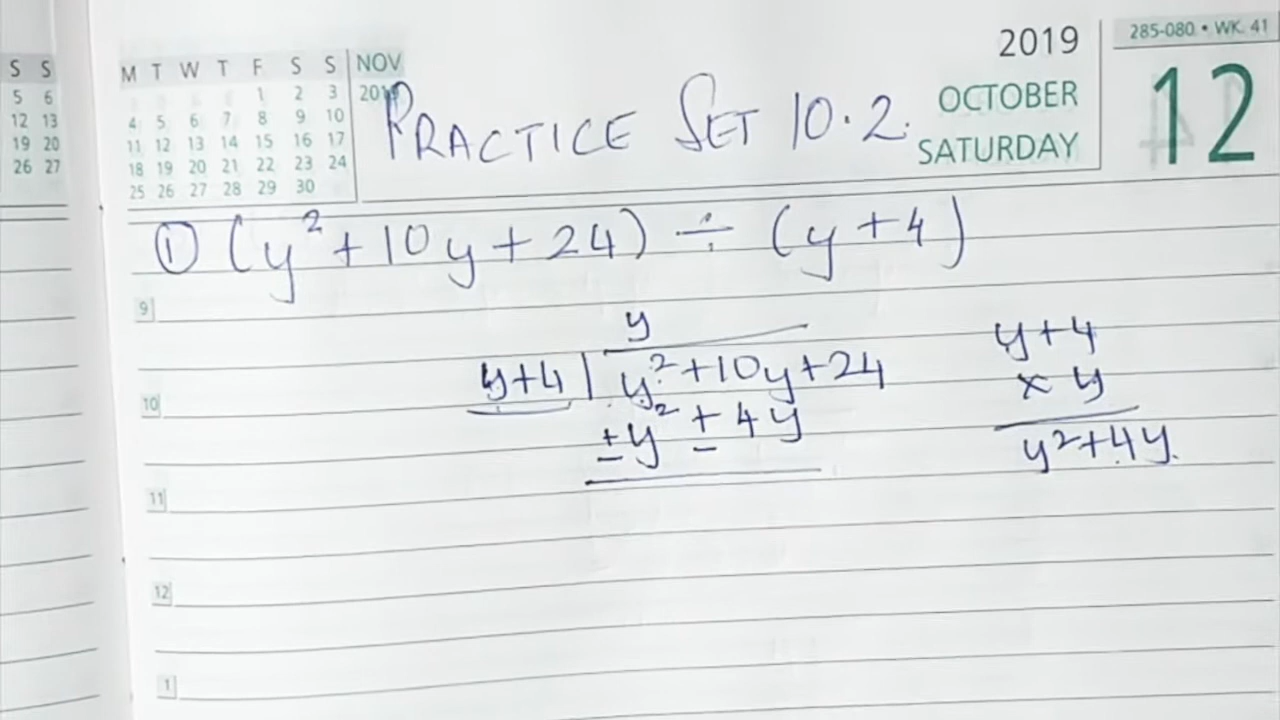 S S
5 6
12 13
19 20
26 27
M T W T F S S
1 2 3
4 5 6 7 8 9 10
11 12 13 14 15 16 17
18 19 20 21 22 23 24
25 26 27 28 29 30
NOV
2019
OCTOBER
SATURDAY
285-080 • WK 41
12
PRACTICE SET 10.2.
① (y² + 10y + 24) ÷ (y + 4)
9
y
y+4 | y² + 10y + 24
± y² ± 4y
y + 4
× y
y² + 4y
10
11
12
1